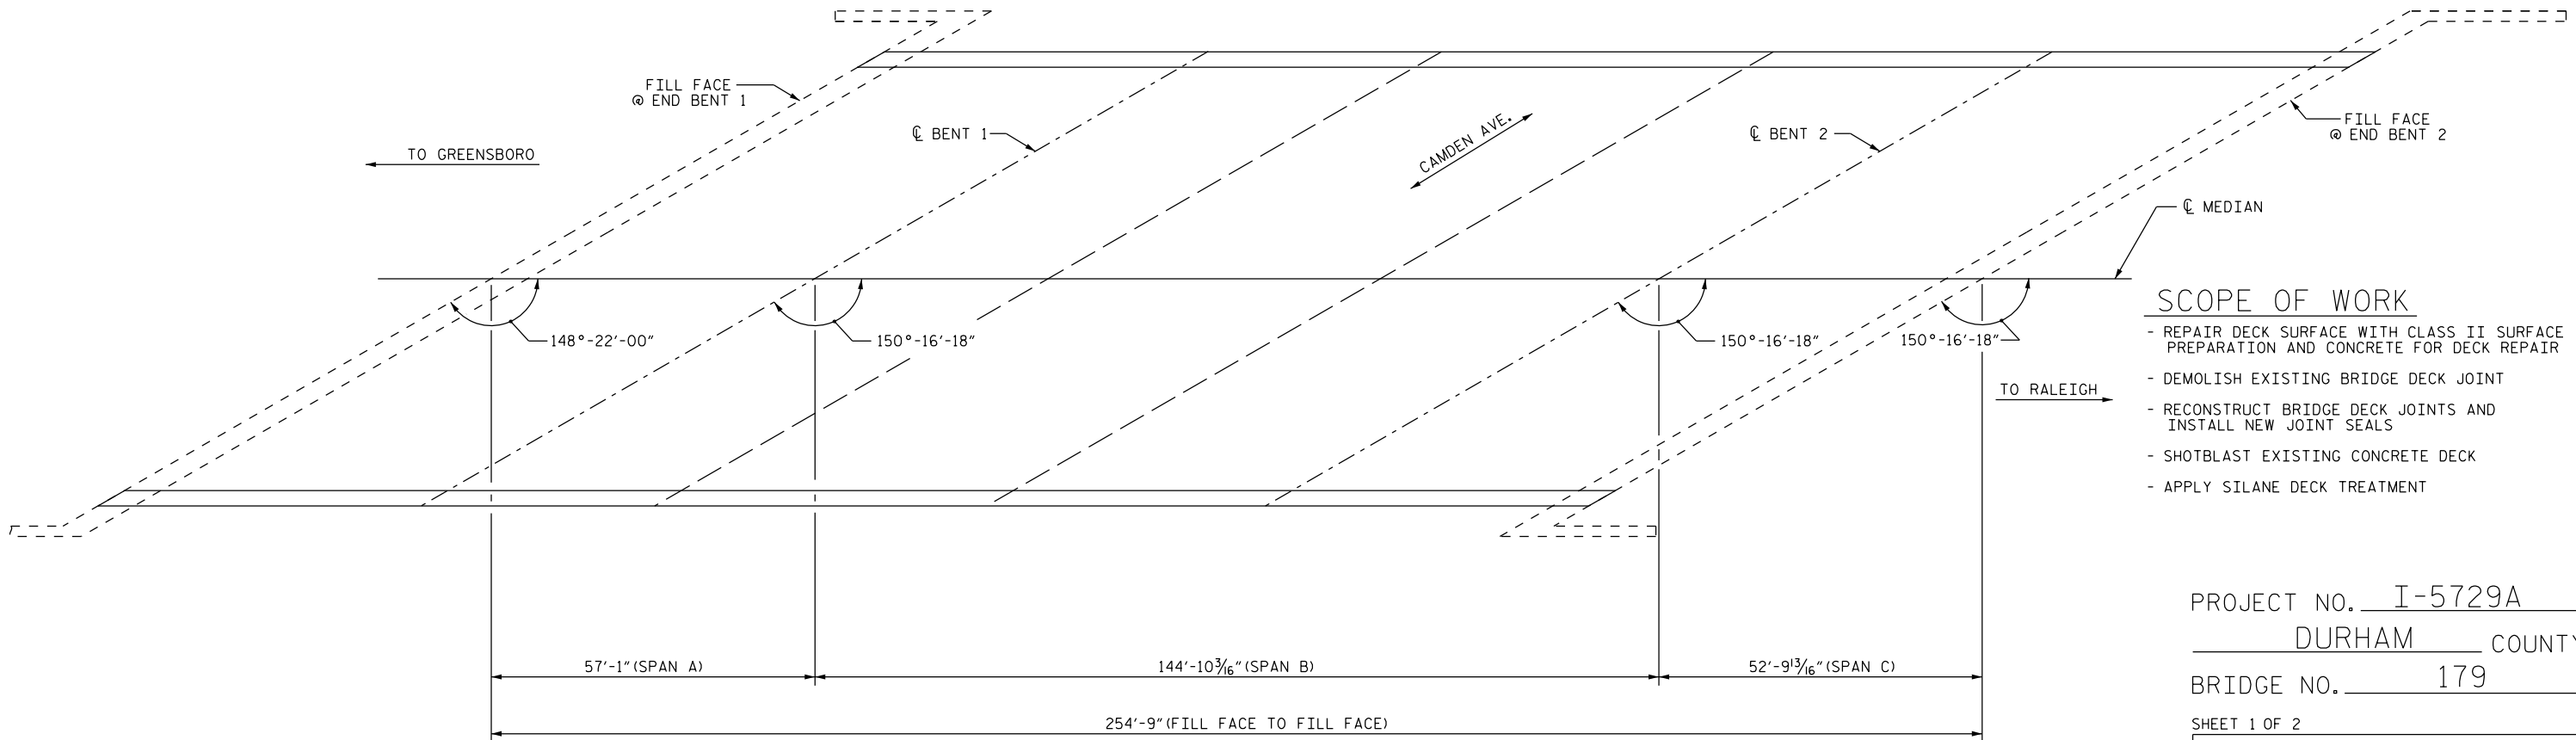 FILL FACE
@ END BENT 1
℄ BENT 1
CAMDEN AVE.
℄ BENT 2
FILL FACE
@ END BENT 2
TO GREENSBORO
℄ MEDIAN
148°-22'-00"
150°-16'-18"
150°-16'-18"
150°-16'-18"
TO RALEIGH
SCOPE OF WORK
- REPAIR DECK SURFACE WITH CLASS II SURFACE
PREPARATION AND CONCRETE FOR DECK REPAIR
- DEMOLISH EXISTING BRIDGE DECK JOINT
- RECONSTRUCT BRIDGE DECK JOINTS AND
INSTALL NEW JOINT SEALS
- SHOTBLAST EXISTING CONCRETE DECK
- APPLY SILANE DECK TREATMENT
57'-1" (SPAN A)
144'-10 3/16" (SPAN B)
52'-9 13/16" (SPAN C)
254'-9" (FILL FACE TO FILL FACE)
PROJECT NO. I-5729A
DURHAM COUNTY
BRIDGE NO. 179
SHEET 1 OF 2